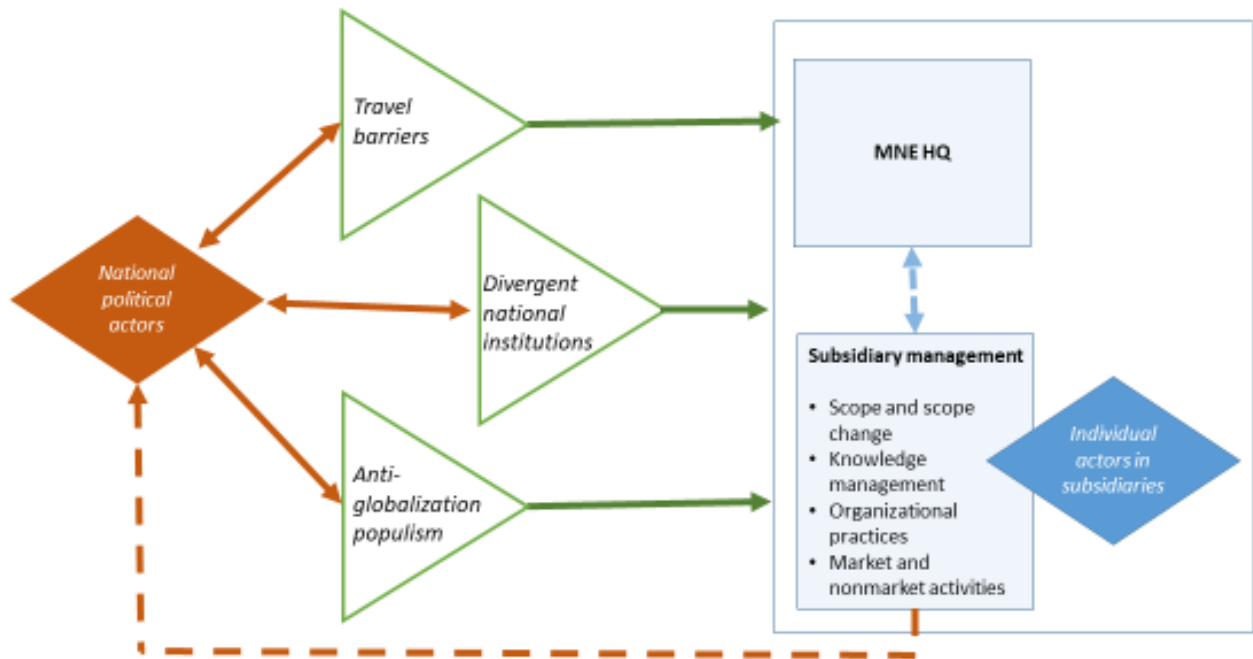 Travel
barriers
MNE HQ
National
political
actors
Divergent
national
institutions
Subsidiary management
• Scope and scope
change
• Knowledge
management
• Organizational
practices
• Market and
nonmarket activities
Individual
actors in
subsidiaries
Anti-
globalization
populism